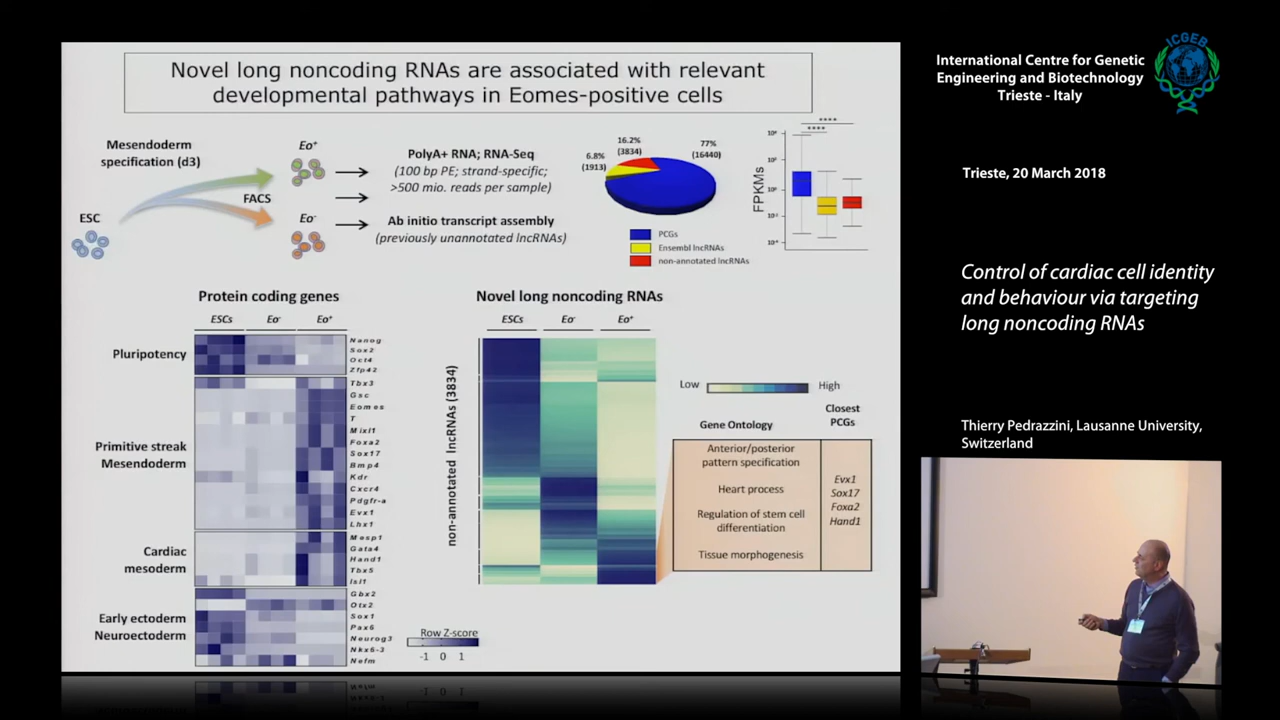 Novel long noncoding RNAs are associated with relevant
developmental pathways in Eomes-positive cells
Mesendoderm
specification (d3)
ESC
FACS
Eo+
Eo-
PolyA+ RNA; RNA-Seq
(100 bp PE; strand-specific;
>500 mio. reads per sample)
Ab initio transcript assembly
(previously unannotated lncRNAs)
16.2%
(3834)
77%
(16440)
6.8%
(1913)
PCGs
Ensembl lncRNAs
non-annotated lncRNAs
****
****
FPKMs
Protein coding genes
ESCs
Eo-
Eo+
Pluripotency
Nanog
Sox2
Oct4
Zfp42
Primitive streak
Mesendoderm
Tbx3
Gsc
Eomes
T
Mixl1
Foxa2
Sox17
Bmp4
Kdr
Cxcr4
Pdgfr-a
Evx1
Lhx1
Cardiac
mesoderm
Mesp1
Gata4
Hand1
Tbx5
Isl1
Early ectoderm
Neuroectoderm
Gbx2
Otx2
Sox1
Pax6
Neurog3
Nkx6-3
Nefm
Row Z-score
-1 0 1
Novel long noncoding RNAs
ESCs
Eo-
Eo+
non-annotated lncRNAs (3834)
Low
High
Gene Ontology
Closest
PCGs
Anterior/posterior
pattern specification
Heart process
Regulation of stem cell
differentiation
Tissue morphogenesis
Evx1
Sox17
Foxa2
Hand1
International Centre for Genetic
Engineering and Biotechnology
Trieste - Italy
ICGEB
Trieste, 20 March 2018
Control of cardiac cell identity
and behaviour via targeting
long noncoding RNAs
Thierry Pedrazzini, Lausanne University,
Switzerland